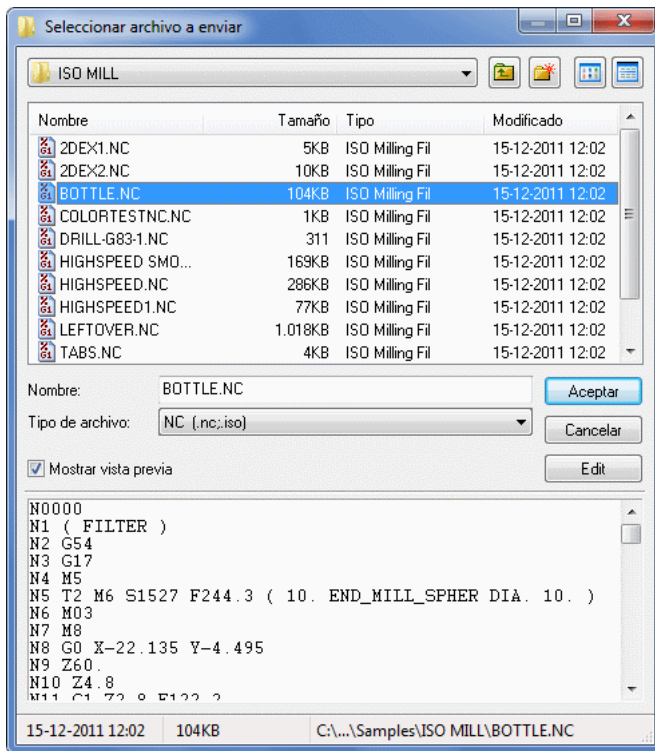 Seleccionar archivo a enviar
ISO MILL
Nombre Tamaño Tipo Modificado
2DEX1.NC 5KB ISO Milling Fil 15-12-2011 12:02
2DEX2.NC 10KB ISO Milling Fil 15-12-2011 12:02
BOTTLE.NC 104KB ISO Milling Fil 15-12-2011 12:02
COLORTESTNC.NC 1KB ISO Milling Fil 15-12-2011 12:02
DRILL-G83-1.NC 311 ISO Milling Fil 15-12-2011 12:02
HIGHSPEED SMO... 169KB ISO Milling Fil 15-12-2011 12:02
HIGHSPEED.NC 286KB ISO Milling Fil 15-12-2011 12:02
HIGHSPEED1.NC 77KB ISO Milling Fil 15-12-2011 12:02
LEFTOVER.NC 1.018KB ISO Milling Fil 15-12-2011 12:02
TABS.NC 4KB ISO Milling Fil 15-12-2011 12:02
Nombre: BOTTLE.NC Aceptar
Tipo de archivo: NC (.nc;.iso) Cancelar
Mostrar vista previa Edit
N0000
N1 ( FILTER )
N2 G54
N3 G17
N4 M5
N5 T2 M6 S1527 F244.3 ( 10. END_MILL_SPHER DIA. 10. )
N6 M03
N7 M8
N8 G0 X-22.135 Y-4.495
N9 Z60.
N10 Z4.8
N11 G1 Z2.8 F122.2
15-12-2011 12:02 104KB C:\...\Samples\ISO MILL\BOTTLE.NC